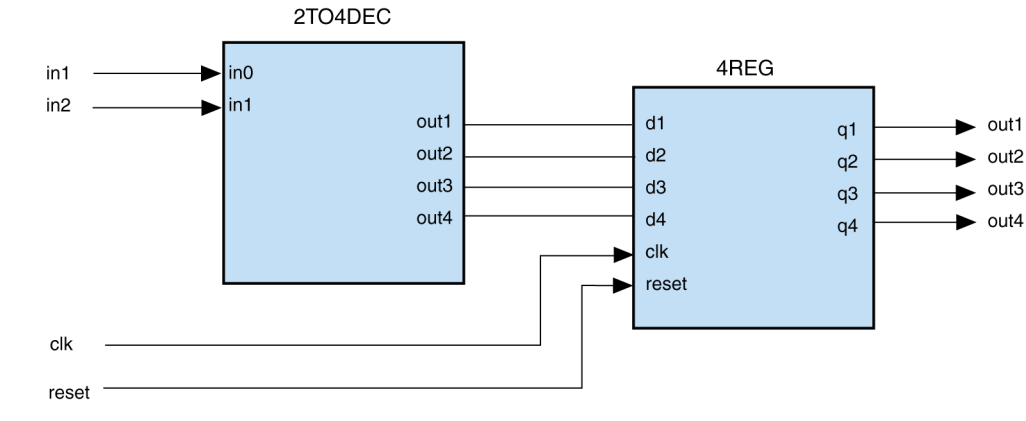 2TO4DEC
in1
in2
in0
in1
out1
out2
out3
out4
4REG
d1
d2
d3
d4
clk
reset
q1
q2
q3
q4
out1
out2
out3
out4
clk
reset